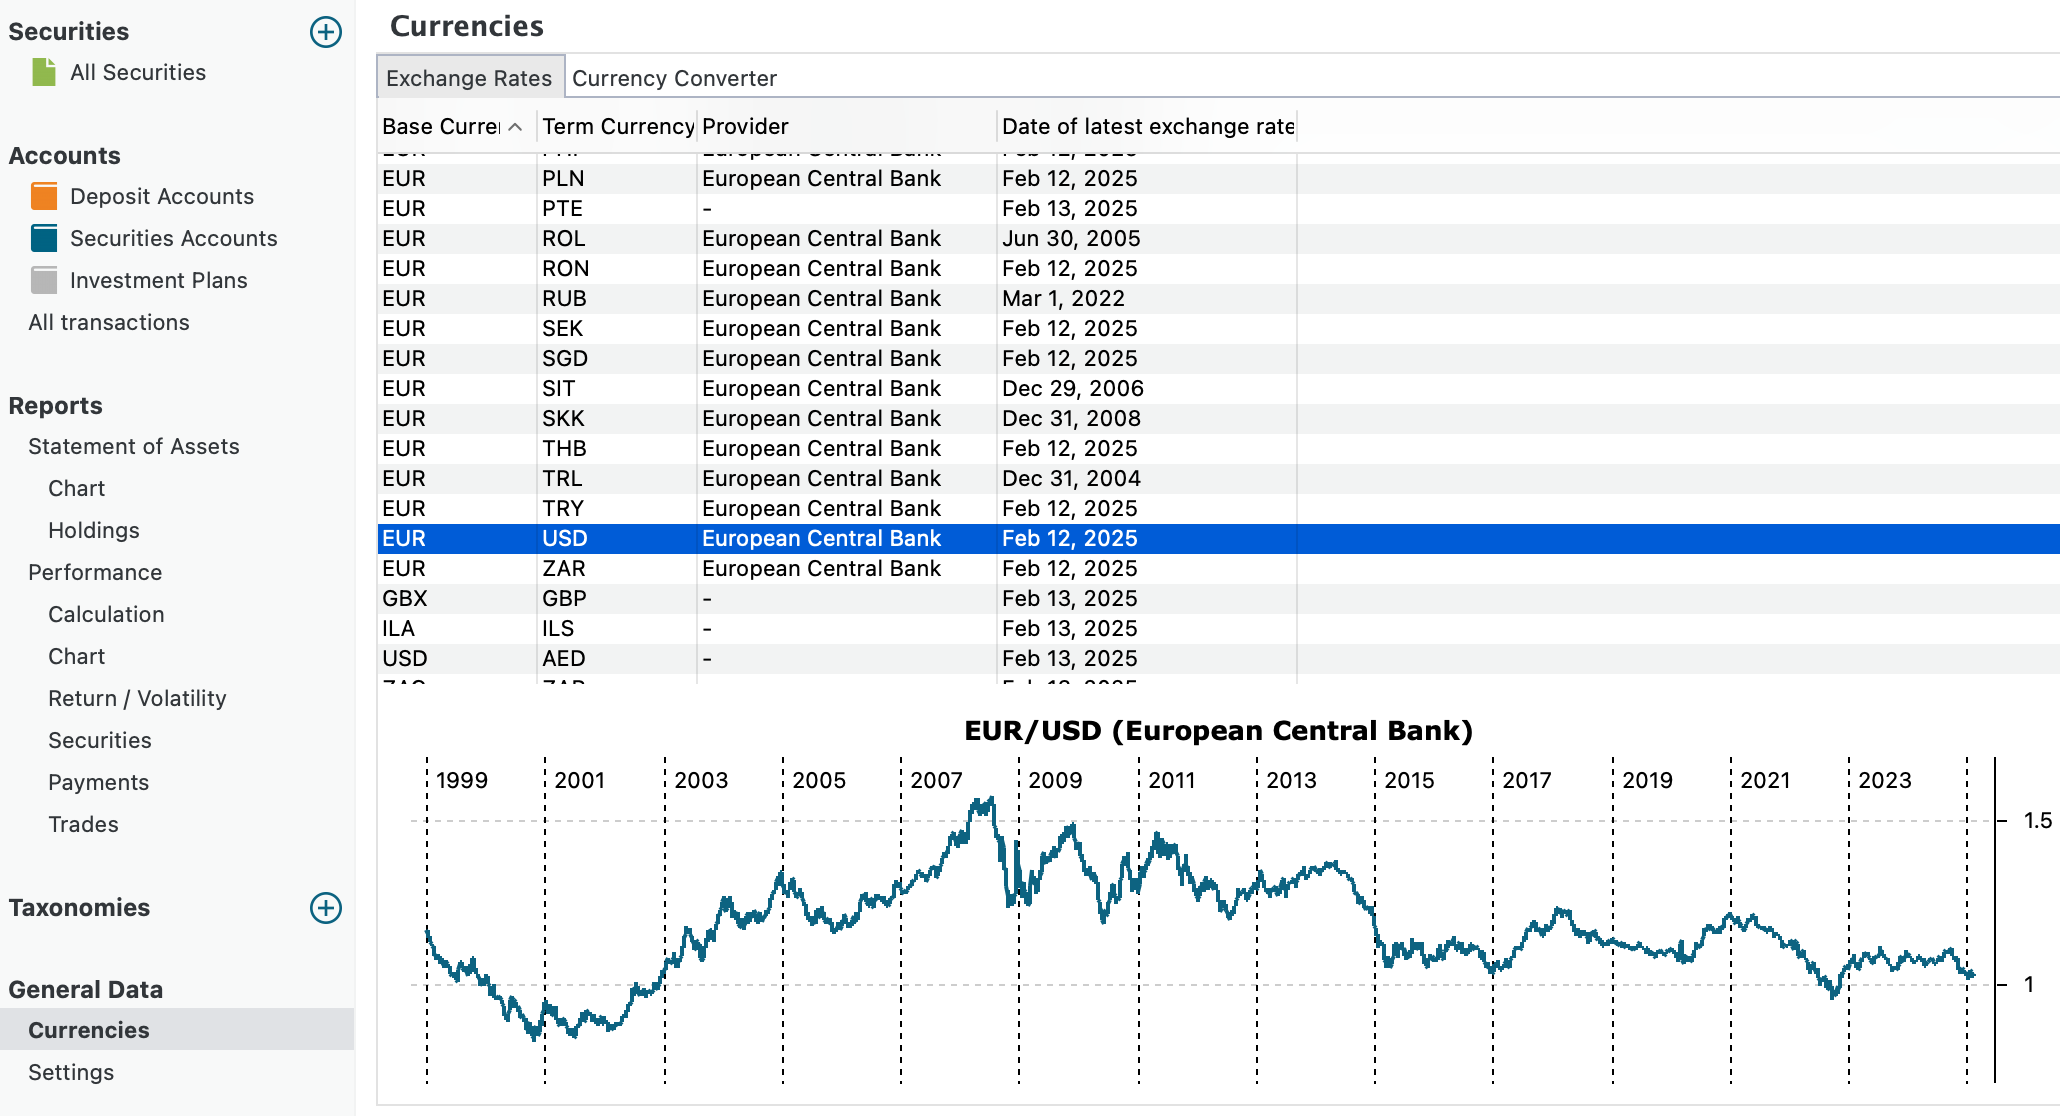 Securities
All Securities
Accounts
Deposit Accounts
Securities Accounts
Investment Plans
All transactions
Reports
Statement of Assets
Chart
Holdings
Performance
Calculation
Chart
Return / Volatility
Securities
Payments
Trades
Taxonomies
General Data
Currencies
Settings
Currencies
Exchange Rates Currency Converter
Base Curre Term Currency Provider Date of latest exchange rate
EUR PLN European Central Bank Feb 12, 2025
EUR PTE - Feb 13, 2025
EUR ROL European Central Bank Jun 30, 2005
EUR RON European Central Bank Feb 12, 2025
EUR RUB European Central Bank Mar 1, 2022
EUR SEK European Central Bank Feb 12, 2025
EUR SGD European Central Bank Feb 12, 2025
EUR SIT European Central Bank Dec 29, 2006
EUR SKK European Central Bank Dec 31, 2008
EUR THB European Central Bank Feb 12, 2025
EUR TRL European Central Bank Dec 31, 2004
EUR TRY European Central Bank Feb 12, 2025
EUR USD European Central Bank Feb 12, 2025
EUR ZAR European Central Bank Feb 12, 2025
GBX GBP - Feb 13, 2025
ILA ILS - Feb 13, 2025
USD AED - Feb 13, 2025
EUR/USD (European Central Bank)
1999 2001 2003 2005 2007 2009 2011 2013 2015 2017 2019 2021 2023
1.5
1